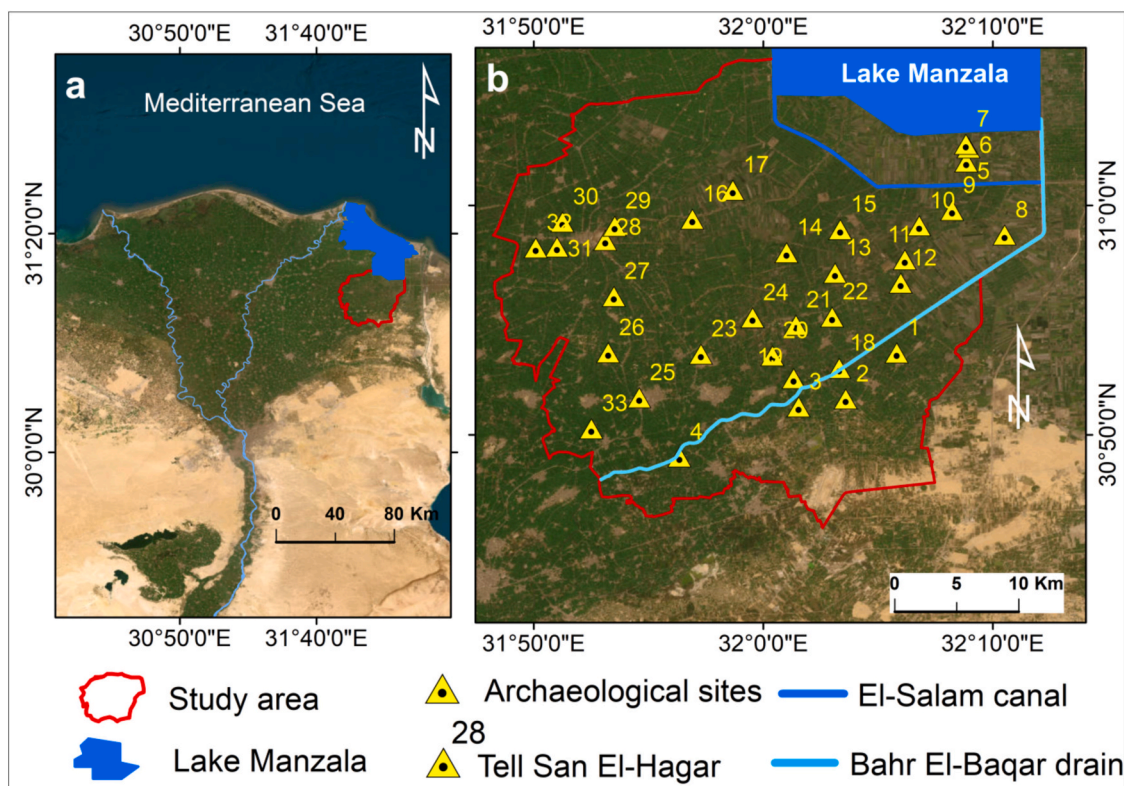 30°50'0"E 31°40'0"E
a
Mediterranean Sea
N
31°20'0"N
30°0'0"N
0 40 80 Km
30°50'0"E 31°40'0"E
31°50'0"E 32°0'0"E 32°10'0"E
b
Lake Manzala
7
6
5
17
9
30 29 16 10 8
15
14
32 28 11
31 13
12
27
24 21 22
26 23 20 18 1
25 19 3 2
33
4
N
31°0'0"N
30°50'0"N
0 5 10 Km
31°50'0"E 32°0'0"E 32°10'0"E
Study area
Archaeological sites
El-Salam canal
Lake Manzala
28
Tell San El-Hagar
Bahr El-Baqar drain